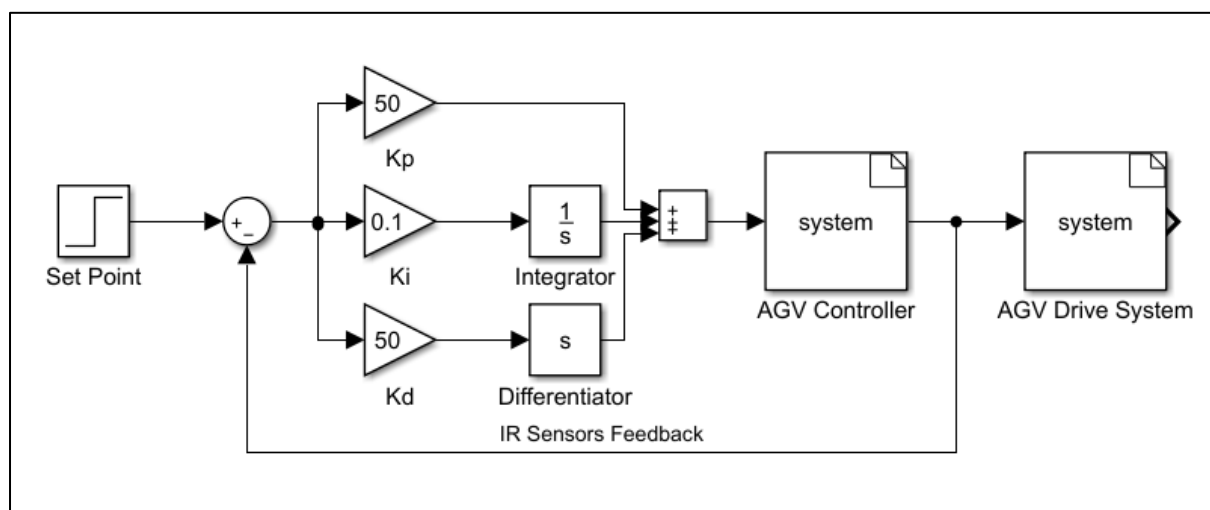 50
Kp
+
−
Set Point
0.1
Ki
1
s
Integrator
+
+
+
system
AGV Controller
system
AGV Drive System
50
Kd
s
Differentiator
IR Sensors Feedback